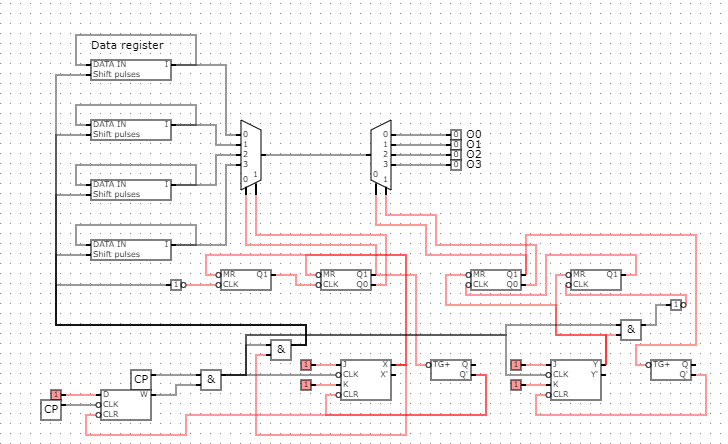 Data register
DATA IN I
Shift pulses
DATA IN I
Shift pulses
DATA IN I
Shift pulses
DATA IN I
Shift pulses
0
1
2
3
0 1
0
1
2
3
0 1
0 O0
0 O1
0 O2
0 O3
1
MR Q1
CLK
MR Q1
CLK Q0
MR Q1
CLK Q0
MR Q1
CLK
1
&
&
1 J X
CLK X'
1 K
CLR
TG+ Q
Q'
1 J Y
CLK Y'
1 K
CLR
TG+ Q
Q'
CP
&
1
CP
D W
CLK
CLR